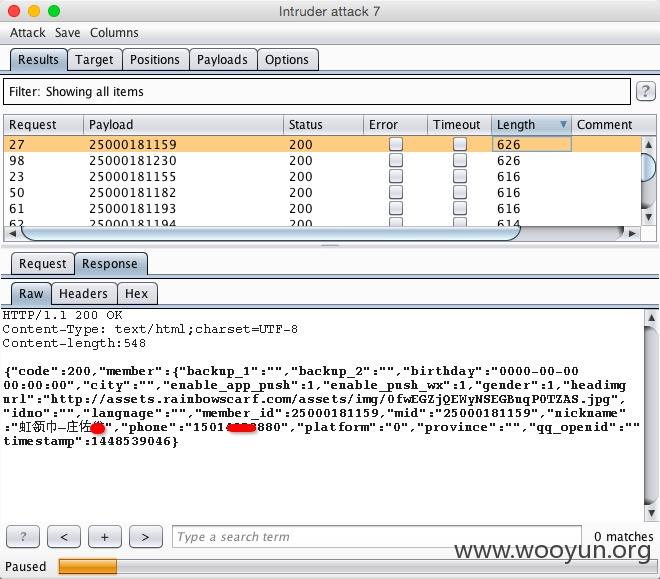 Intruder attack 7
Attack Save Columns
Results Target Positions Payloads Options
Filter: Showing all items ?
Request Payload Status Error Timeout Length Comment
27 25000181159 200 626
98 25000181230 200 626
23 25000181155 200 616
50 25000181182 200 616
61 25000181193 200 616
62 25000181194 200 614
Request Response
Raw Headers Hex
HTTP/1.1 200 OK
Content-Type: text/html;charset=UTF-8
Content-length:548
{"code":200,"member":{"backup_1":"","backup_2":"","birthday":"0000-00-00
00:00:00","city":"","enable_app_push":1,"enable_push_wx":1,"gender":1,"headimg
url":"http://assets.rainbowscarf.com/assets/img/0fwEGZjQEWyNSEGBuqP0TZAS.jpg",
"idno":"","language":"","member_id":25000181159,"mid":"25000181159","nickname"
:"虹领巾—庄佐","phone":"15014 880","platform":"0","province":"","qq_openid":""
timestamp":1448539046}
? < + > Type a search term 0 matches
www.wooyun.org
Paused